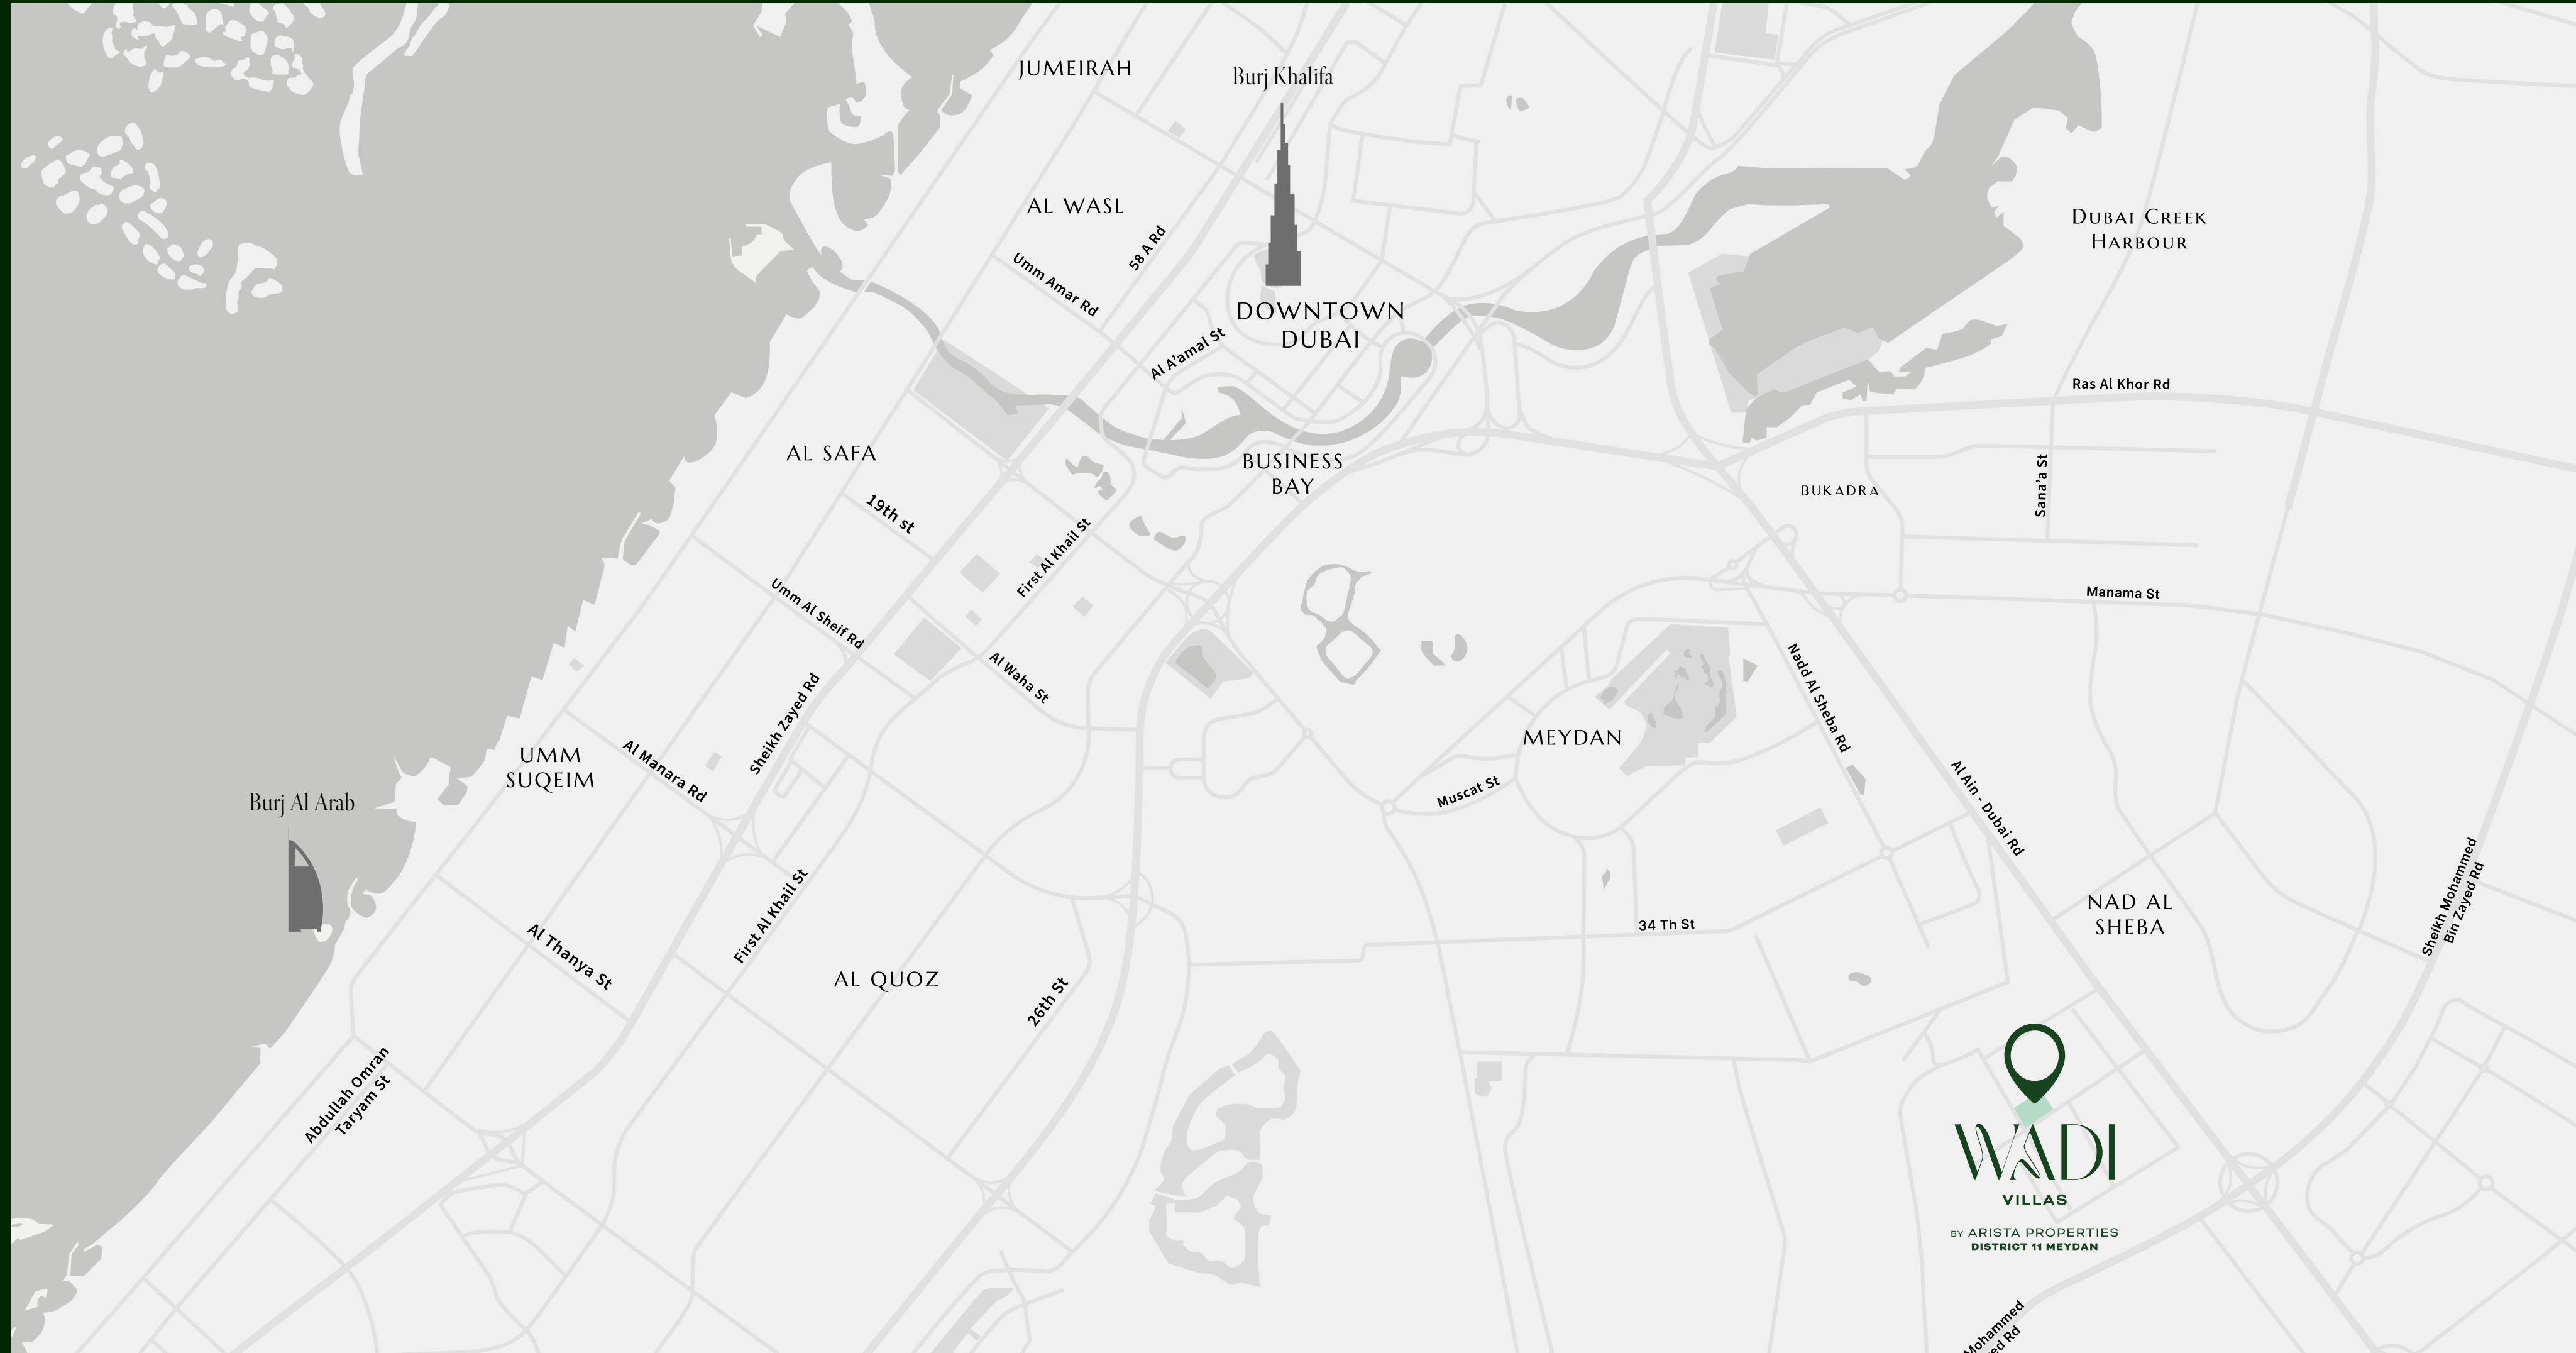 JUMEIRAH
Burj Khalifa
AL WASL
58 A Rd
Umm Amar Rd
DUBAI CREEK
HARBOUR
DOWNTOWN
DUBAI
Al A'amal St
Ras Al Khor Rd
AL SAFA
BUSINESS
BAY
BUKADRA
Sana'a St
19th st
First Al Khail St
Umm Al Sheif Rd
Manama St
Al Waha St
Nadd Al Sheba Rd
Sheikh Zayed Rd
MEYDAN
UMM
SUQEIM
Al Manara Rd
Muscat St
Burj Al Arab
Al Ain - Dubai Rd
First Al Khail St
Sheikh Mohammed
Bin Zayed Rd
NAD AL
SHEBA
34 Th St
Al Thanya St
AL QUOZ
26th St
Abdullah Omran
Taryam St
WADI
VILLAS
BY ARISTA PROPERTIES
DISTRICT 11 MEYDAN
Mohammed
ed Rd